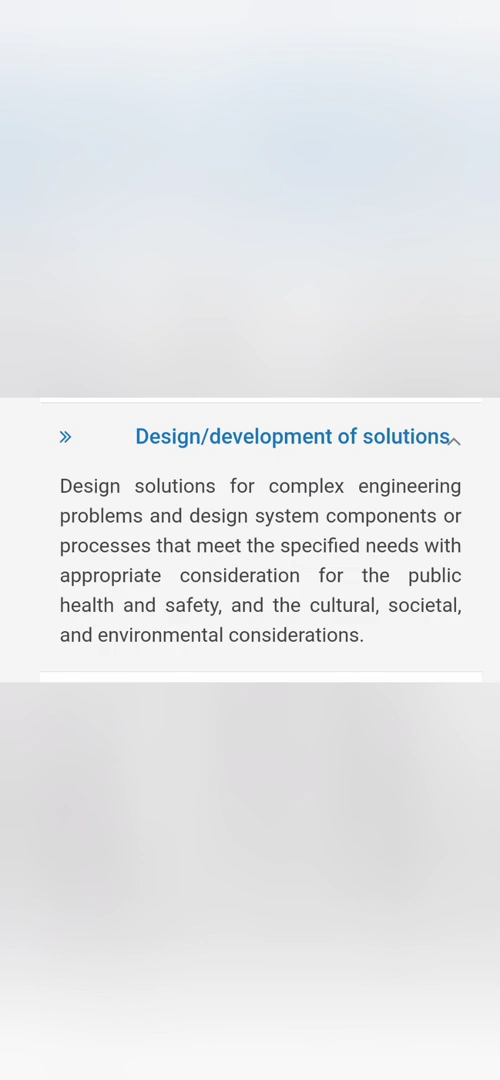 Design/development of solutions
Design solutions for complex engineering
problems and design system components or
processes that meet the specified needs with
appropriate consideration for the public
health and safety, and the cultural, societal,
and environmental considerations.